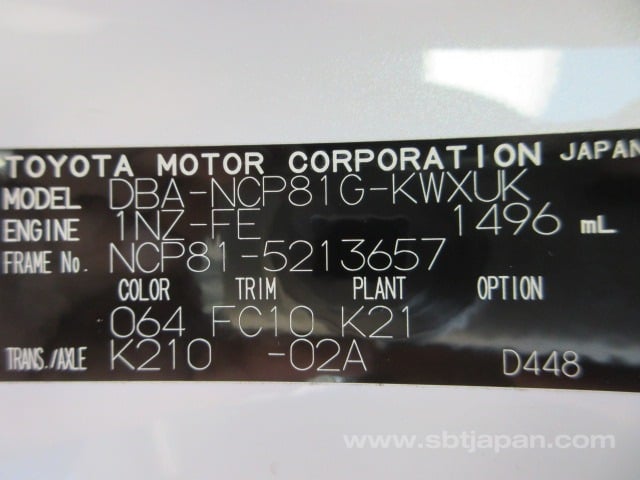 TOYOTA MOTOR CORPORATION JAPAN
MODEL DBA-NCP81G-KWXUK
ENGINE 1NZ-FE 1496 mL
FRAME No. NCP81-5213657
COLOR TRIM PLANT OPTION
064 FC10 K21
TRANS./AXLE K210 -02A D448
www.sbtjapan.com